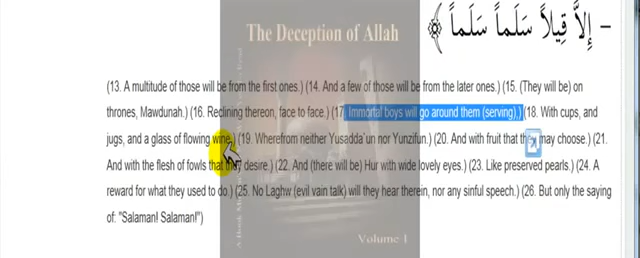 – إِلاَّ قِيلاً سَلَماً سَلَماً ﴾
The Deception of Allah
(13. A multitude of those will be from the first ones.) (14. And a few of those will be from the later ones.) (15. (They will be) on
thrones, Mawdunah.) (16. Reclining thereon, face to face.) (17. Immortal boys will go around them (serving),) (18. With cups, and
jugs, and a glass of flowing wine,) (19. Wherefrom neither Yusadda`un nor Yunzifun.) (20. And with fruit that they may choose.) (21.
And with the flesh of fowls that they desire.) (22. And (there will be) Hur with wide lovely eyes.) (23. Like preserved pearls.) (24. A
reward for what they used to do.) (25. No Laghw (evil vain talk) will they hear therein, nor any sinful speech.) (26. But only the saying
of: "Salaman! Salaman!")
Volume 1